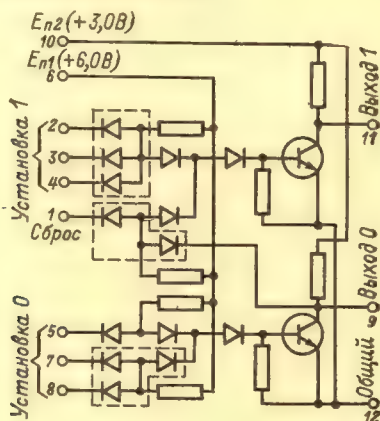 Eп2 (+3,0В)
10
Eп1 (+6,0В)
6
Установка 1
2
3
4
1
Сброс
Установка 0
5
7
8
Выход 1
11
Выход 0
9
Общий
12